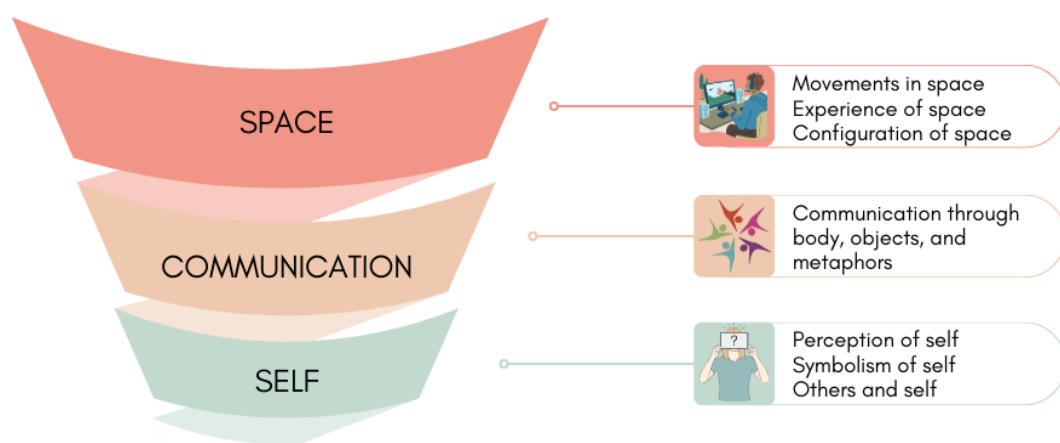 SPACE
Movements in space
Experience of space
Configuration of space
COMMUNICATION
Communication through
body, objects, and
metaphors
SELF
?
Perception of self
Symbolism of self
Others and self